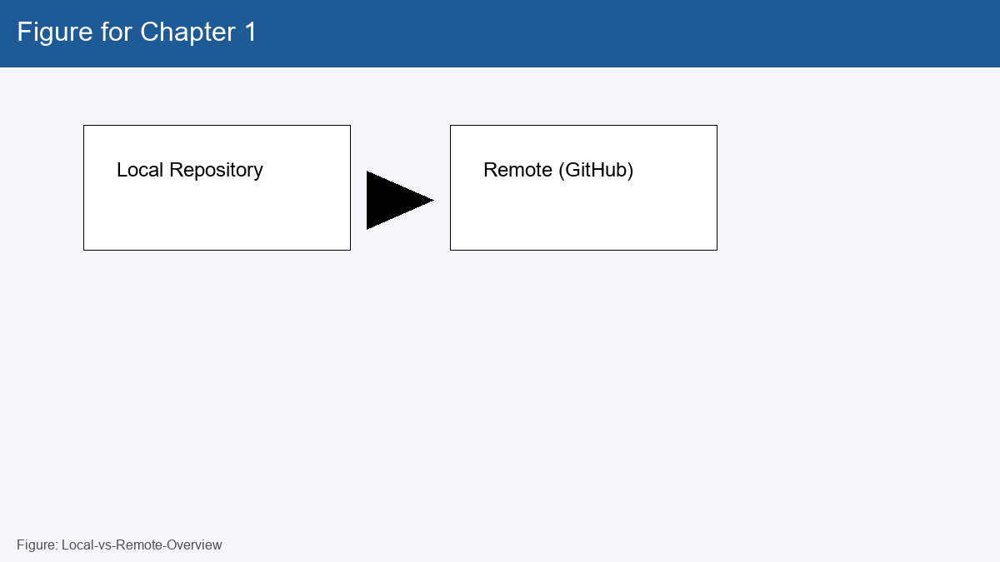 Figure for Chapter 1
Local Repository
Remote (GitHub)
Figure: Local-vs-Remote-Overview